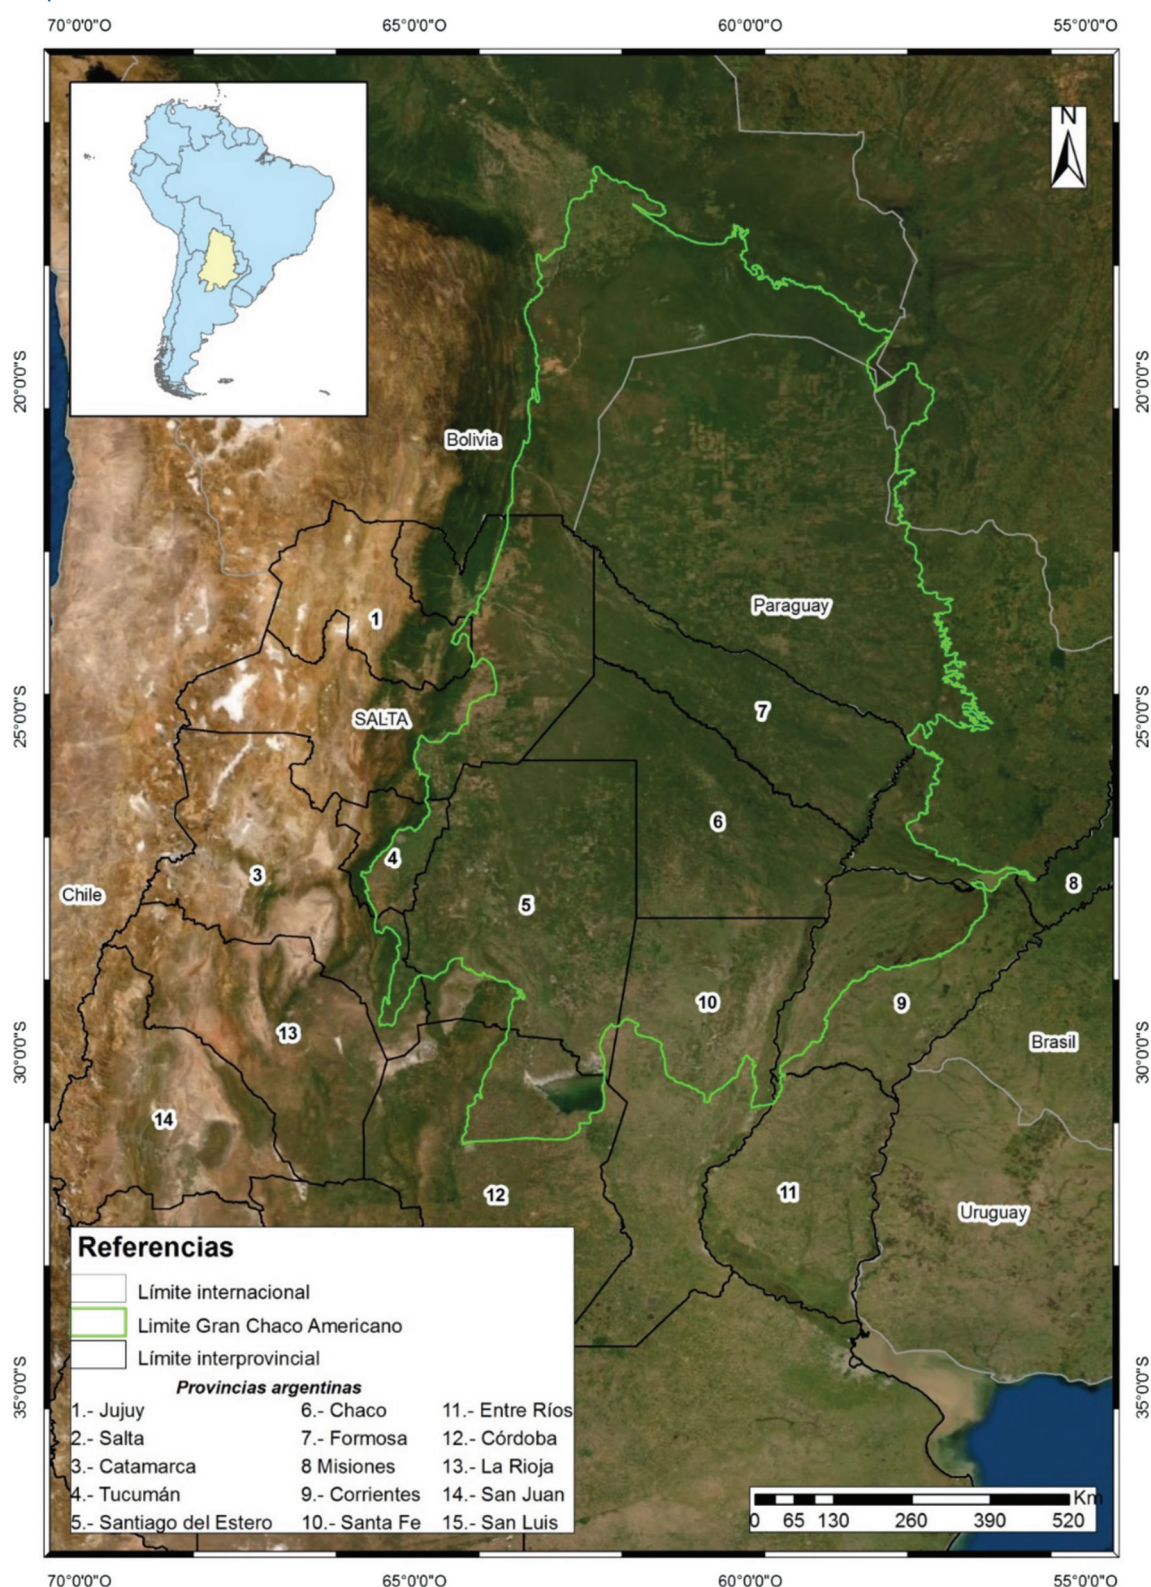 70°0'0"O 65°0'0"O 60°0'0"O 55°0'0"O
N
20°0'0"S 20°0'0"S
Bolivia
1
Paraguay
25°0'0"S SALTA 7 25°0'0"S
6
4
3 8
Chile 5
10 9
13
30°0'0"S Brasil 30°0'0"S
14
12 11
Uruguay
Referencias
Límite internacional
Limite Gran Chaco Americano
Límite interprovincial
35°0'0"S 35°0'0"S
Provincias argentinas
1.- Jujuy 6.- Chaco 11.- Entre Ríos
2.- Salta 7.- Formosa 12.- Córdoba
3.- Catamarca 8 Misiones 13.- La Rioja
4.- Tucumán 9.- Corrientes 14.- San Juan
5.- Santiago del Estero 10.- Santa Fe 15.- San Luis
Km
0 65 130 260 390 520
70°0'0"O 65°0'0"O 60°0'0"O 55°0'0"O